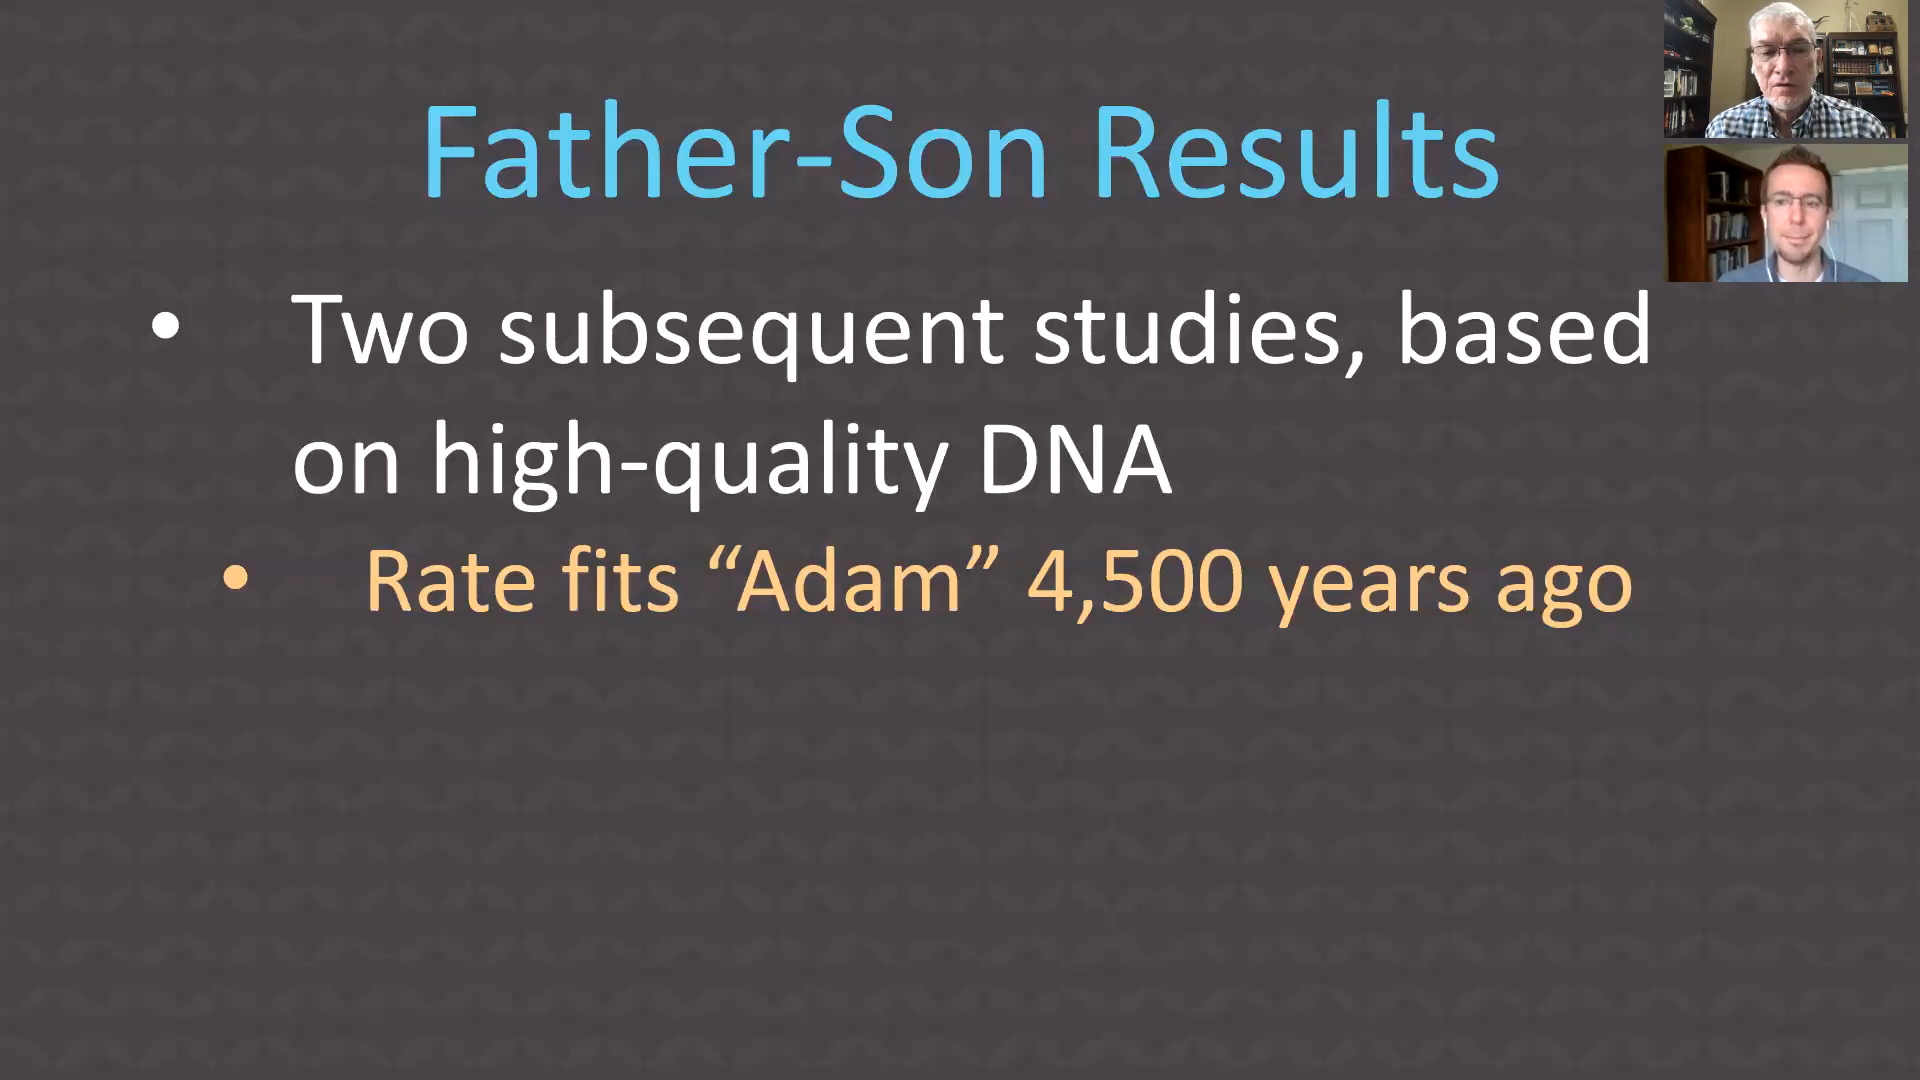 Father-Son Results
• Two subsequent studies, based
on high-quality DNA
• Rate fits “Adam” 4,500 years ago